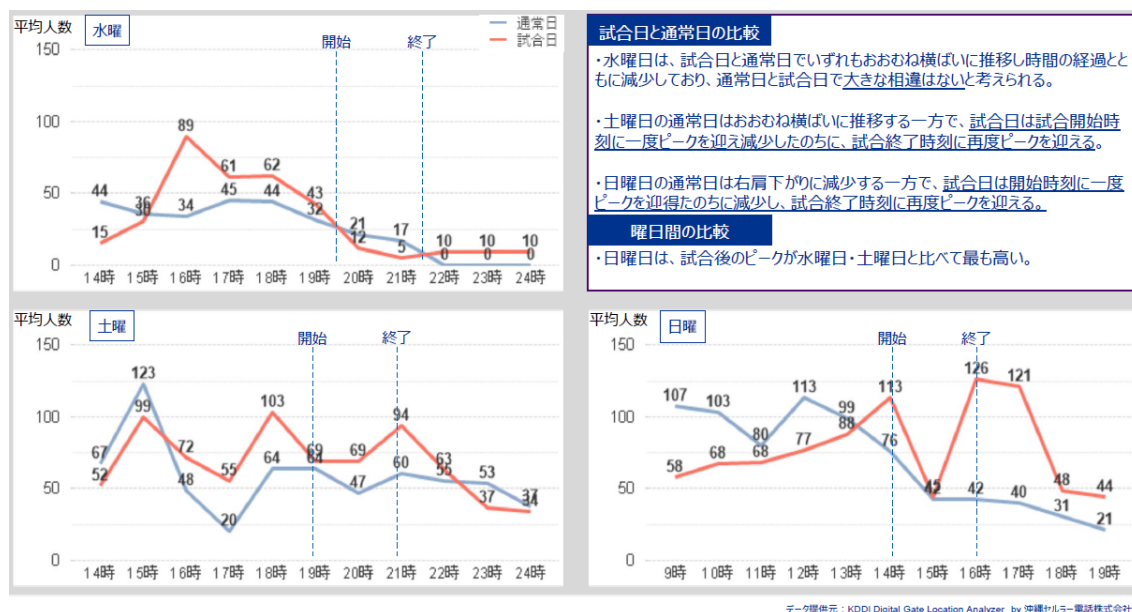 平均人数
水曜
通常日
試合日
開始
終了
150
100
50
0
44
36
30
15
89
34
61
45
62
44
43
32
21
12
17
5
10
0
10
0
10
0
14時 15時 16時 17時 18時 19時 20時 21時 22時 23時 24時
試合日と通常日の比較
・水曜日は、試合日と通常日でいずれもおおむね横ばいに推移し時間の経過とと
もに減少しており、通常日と試合日で大きな相違はないと考えられる。
・土曜日の通常日はおおむね横ばいに推移する一方で、試合日は試合開始時
刻に一度ピークを迎え減少したのちに、試合終了時刻に再度ピークを迎える。
・日曜日の通常日は右肩下がりに減少する一方で、試合日は開始時刻に一度
ピークを迎得たのちに減少し、試合終了時刻に再度ピークを迎える。
曜日間の比較
・日曜日は、試合後のピークが水曜日・土曜日と比べて最も高い。
平均人数
土曜
開始
終了
150
100
50
0
67
52
123
99
72
48
55
20
103
64
69
64
69
47
94
60
63
55
53
37
37
34
14時 15時 16時 17時 18時 19時 20時 21時 22時 23時 24時
平均人数
日曜
開始
終了
150
100
50
0
107
58
103
68
80
68
113
77
99
88
113
76
45
42
126
42
121
40
48
31
44
21
9時 10時 11時 12時 13時 14時 15時 16時 17時 18時 19時
データ提供元：KDDI Digital Gate Location Analyzer by 沖縄セルラー電話株式会社